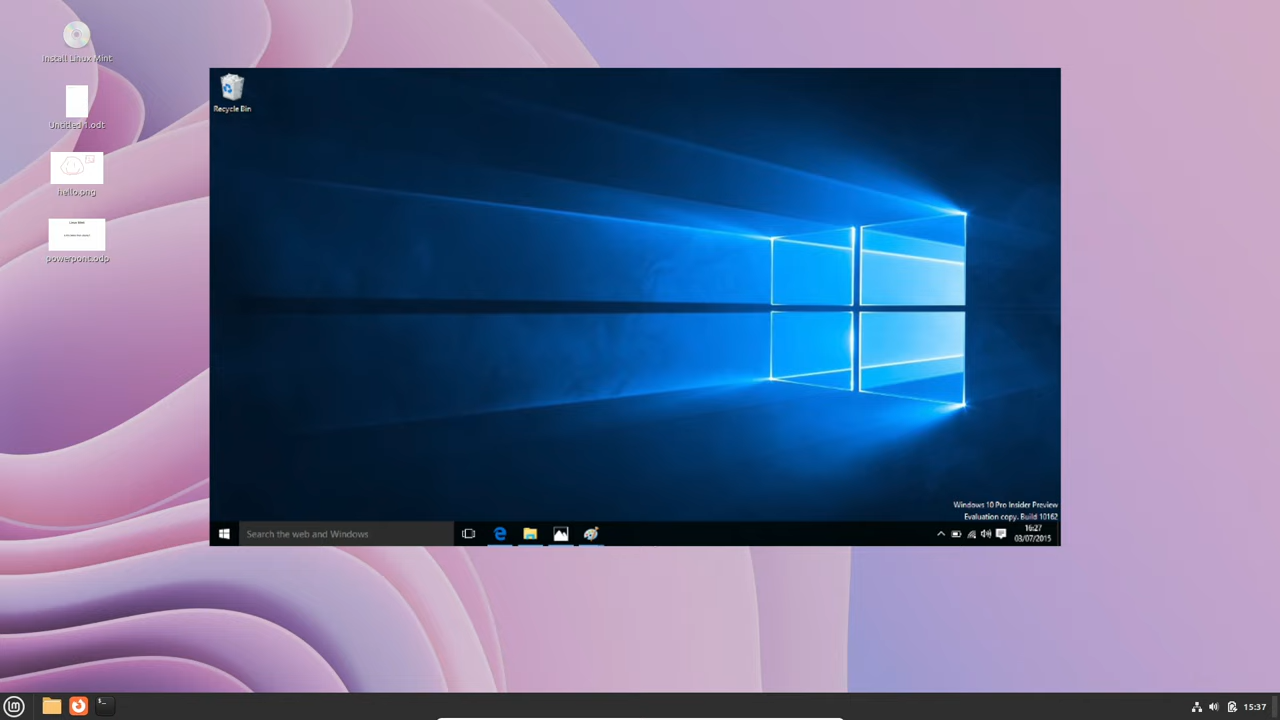 Install Linux Mint
Untitled 1.odt
hello.png
powerpont.odp
Recycle Bin
Windows 10 Pro Insider Preview
Evaluation copy. Build 10162
Search the web and Windows
16:27
03/07/2015
15:37